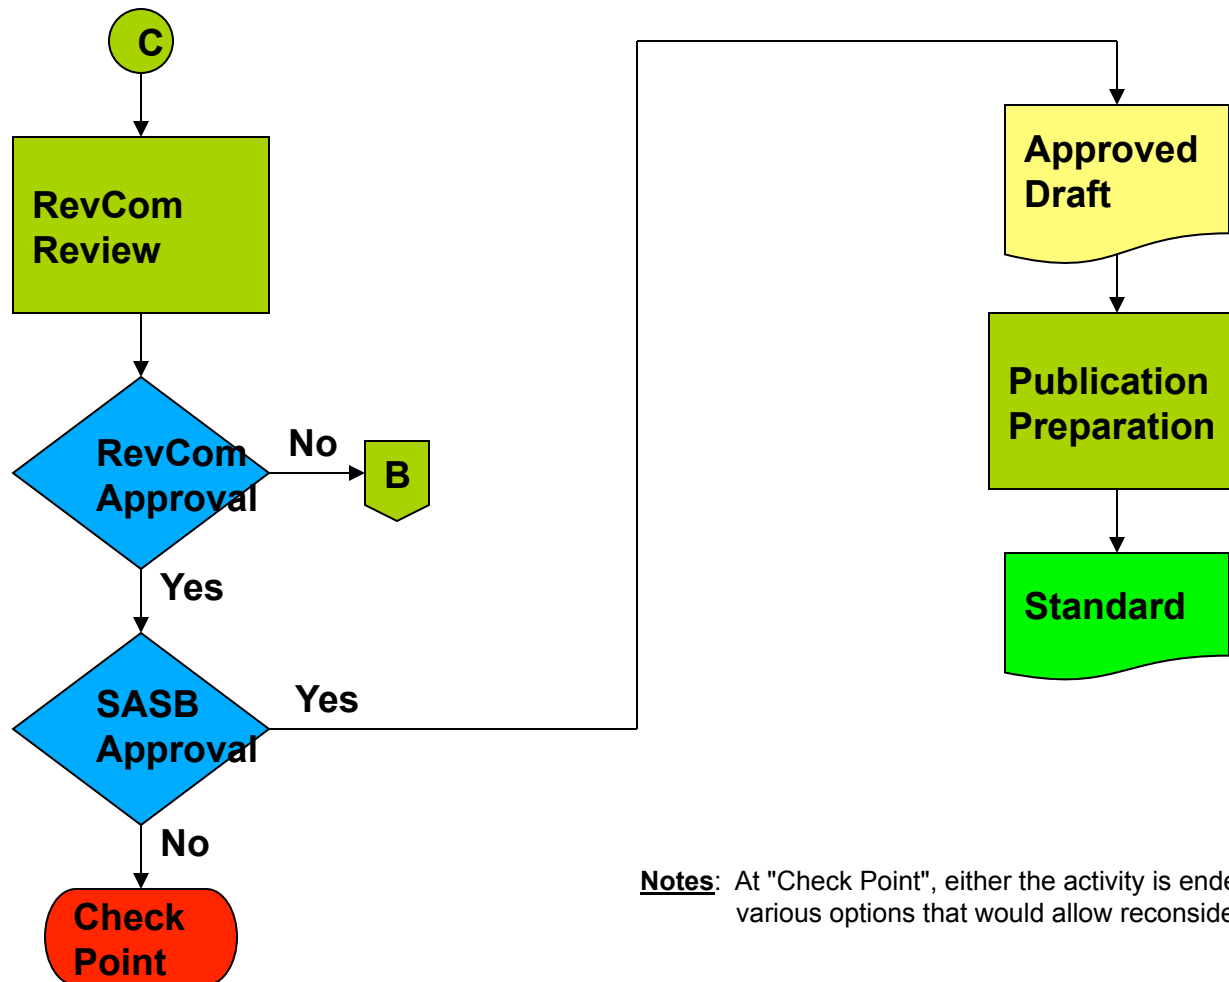 C
RevCom
Review
RevCom
Approval
No
B
Yes
SASB
Approval
Yes
No
Check
Point
Approved
Draft
Publication
Preparation
Standard
Notes: At "Check Point", either the activity is ende
various options that would allow reconside